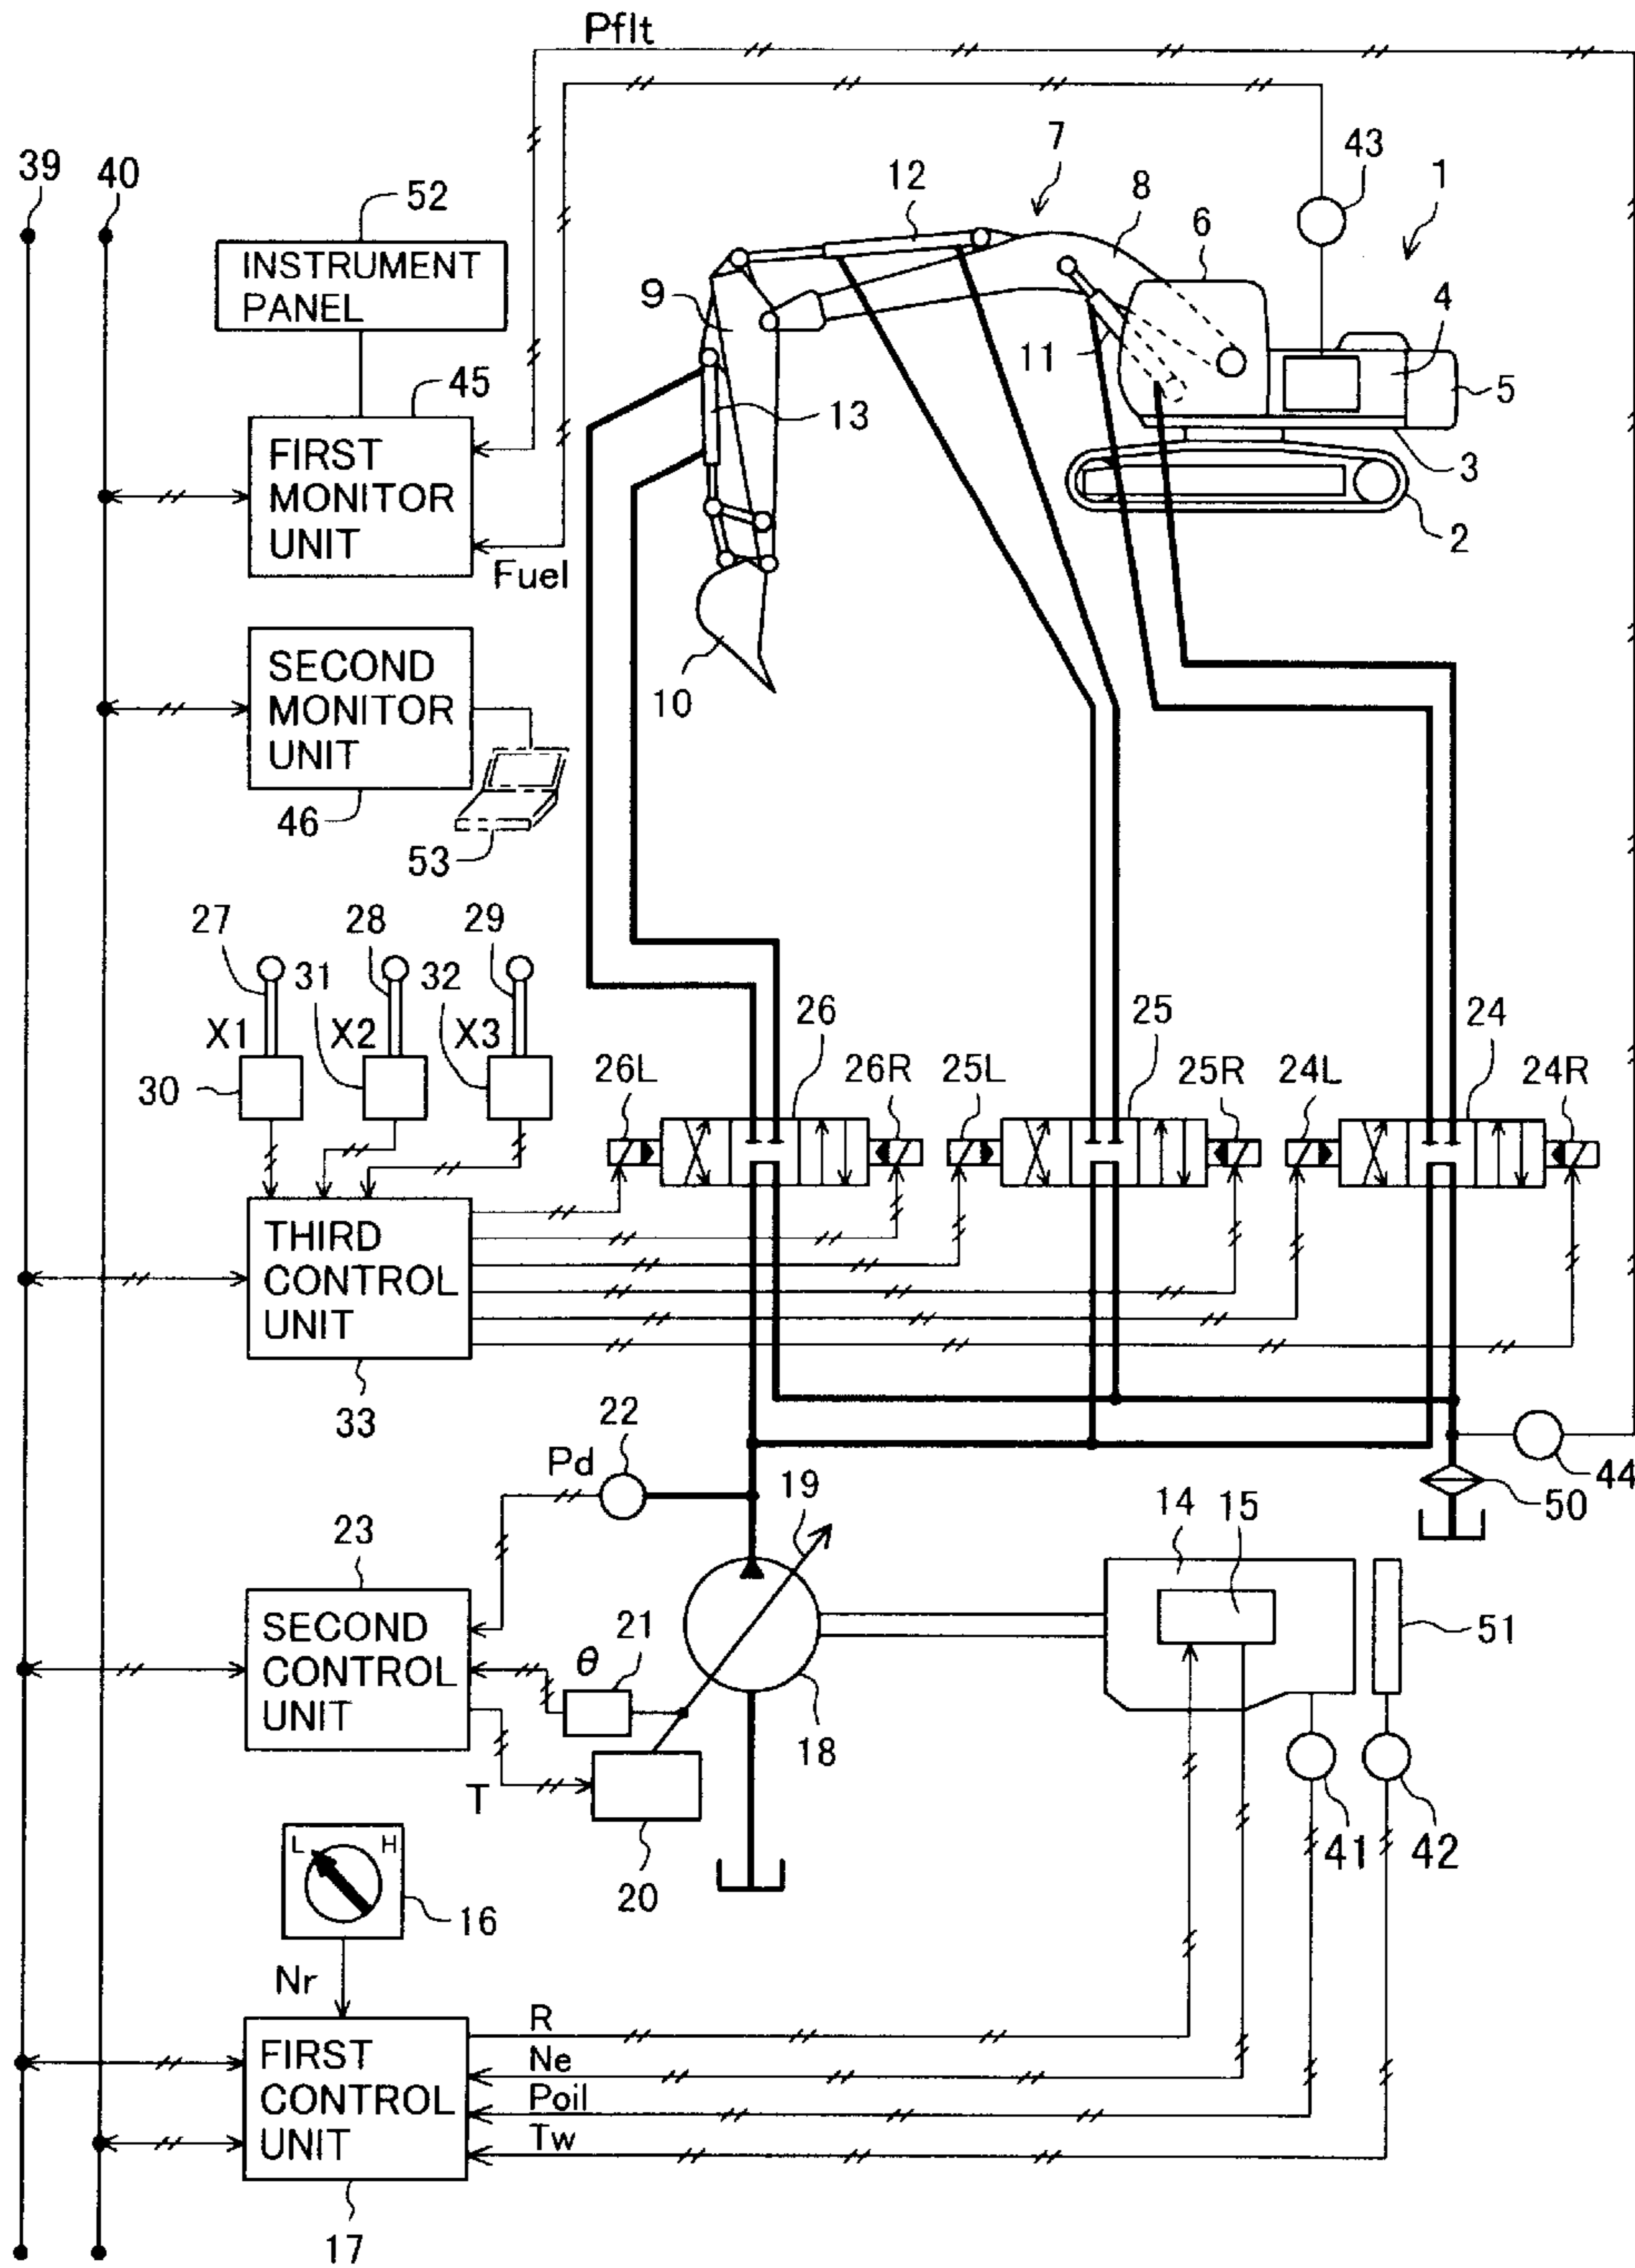 Pflt
39
40
52
7
43
1
12
8
6
INSTRUMENT
PANEL
9
4
11
5
45
13
FIRST
MONITOR
UNIT
3
2
Fuel
SECOND
MONITOR
UNIT
10
46
53
27
28
29
31
32
X1
X2
X3
26
25
24
30
26L
26R
25L
25R
24L
24R
THIRD
CONTROL
UNIT
33
22
Pd
44
19
14
15
50
23
SECOND
CONTROL
UNIT
21
θ
51
18
T
L
H
20
41
42
16
Nr
R
FIRST
CONTROL
UNIT
Ne
Poil
Tw
17